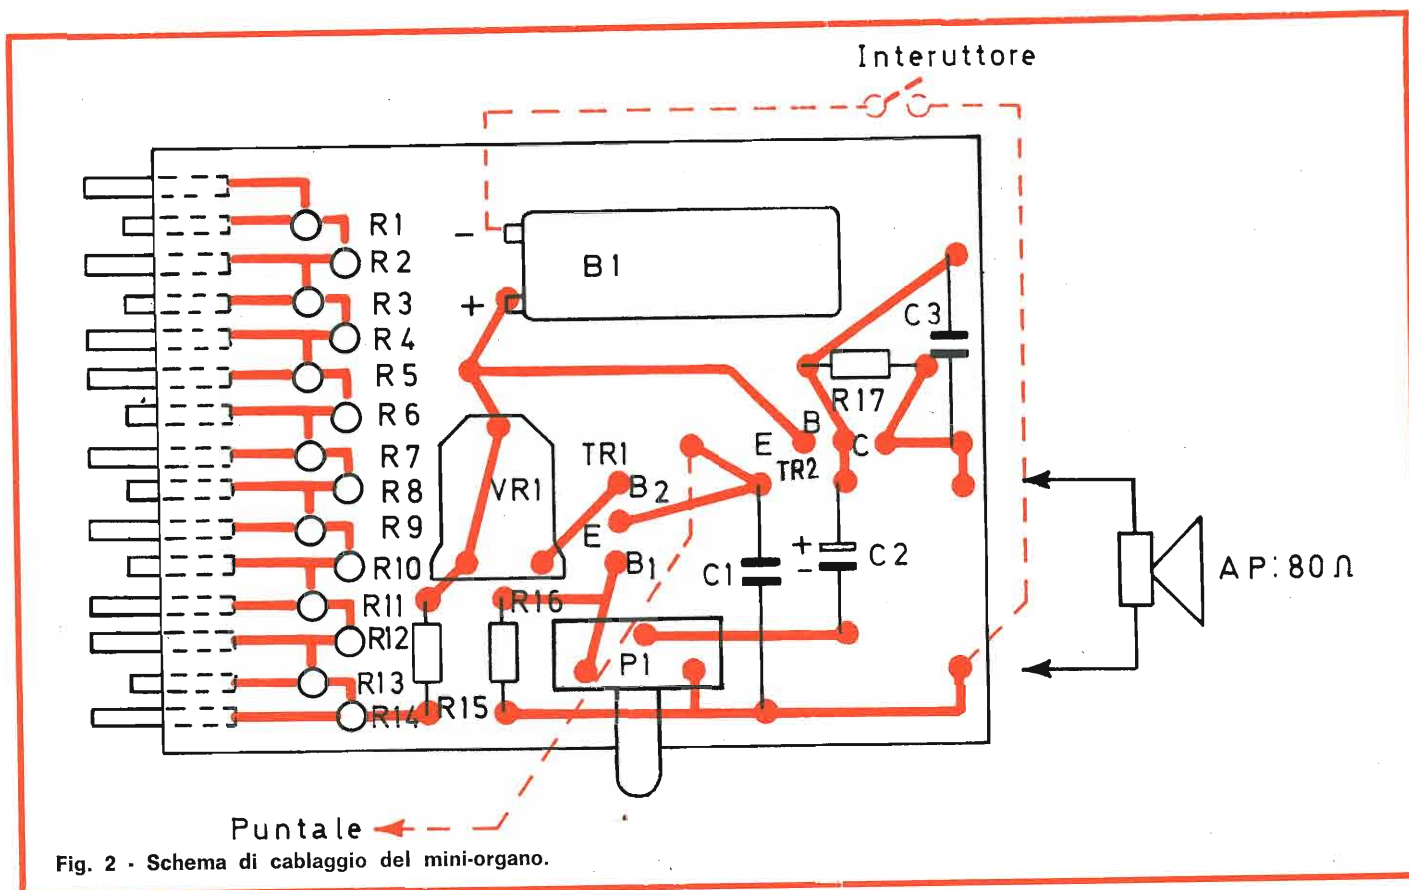 Interuttore
R1
R2
R3
R4
R5
R6
R7
R8
R9
R10
R11
R12
R13
R14
R15
R16
-
B1
+
C3
R17
B
E
C
TR2
TR1
B2
E
B1
VR1
C1
+
-
C2
P1
AP:80Ω
Puntale
Fig. 2 - Schema di cablaggio del mini-organo.